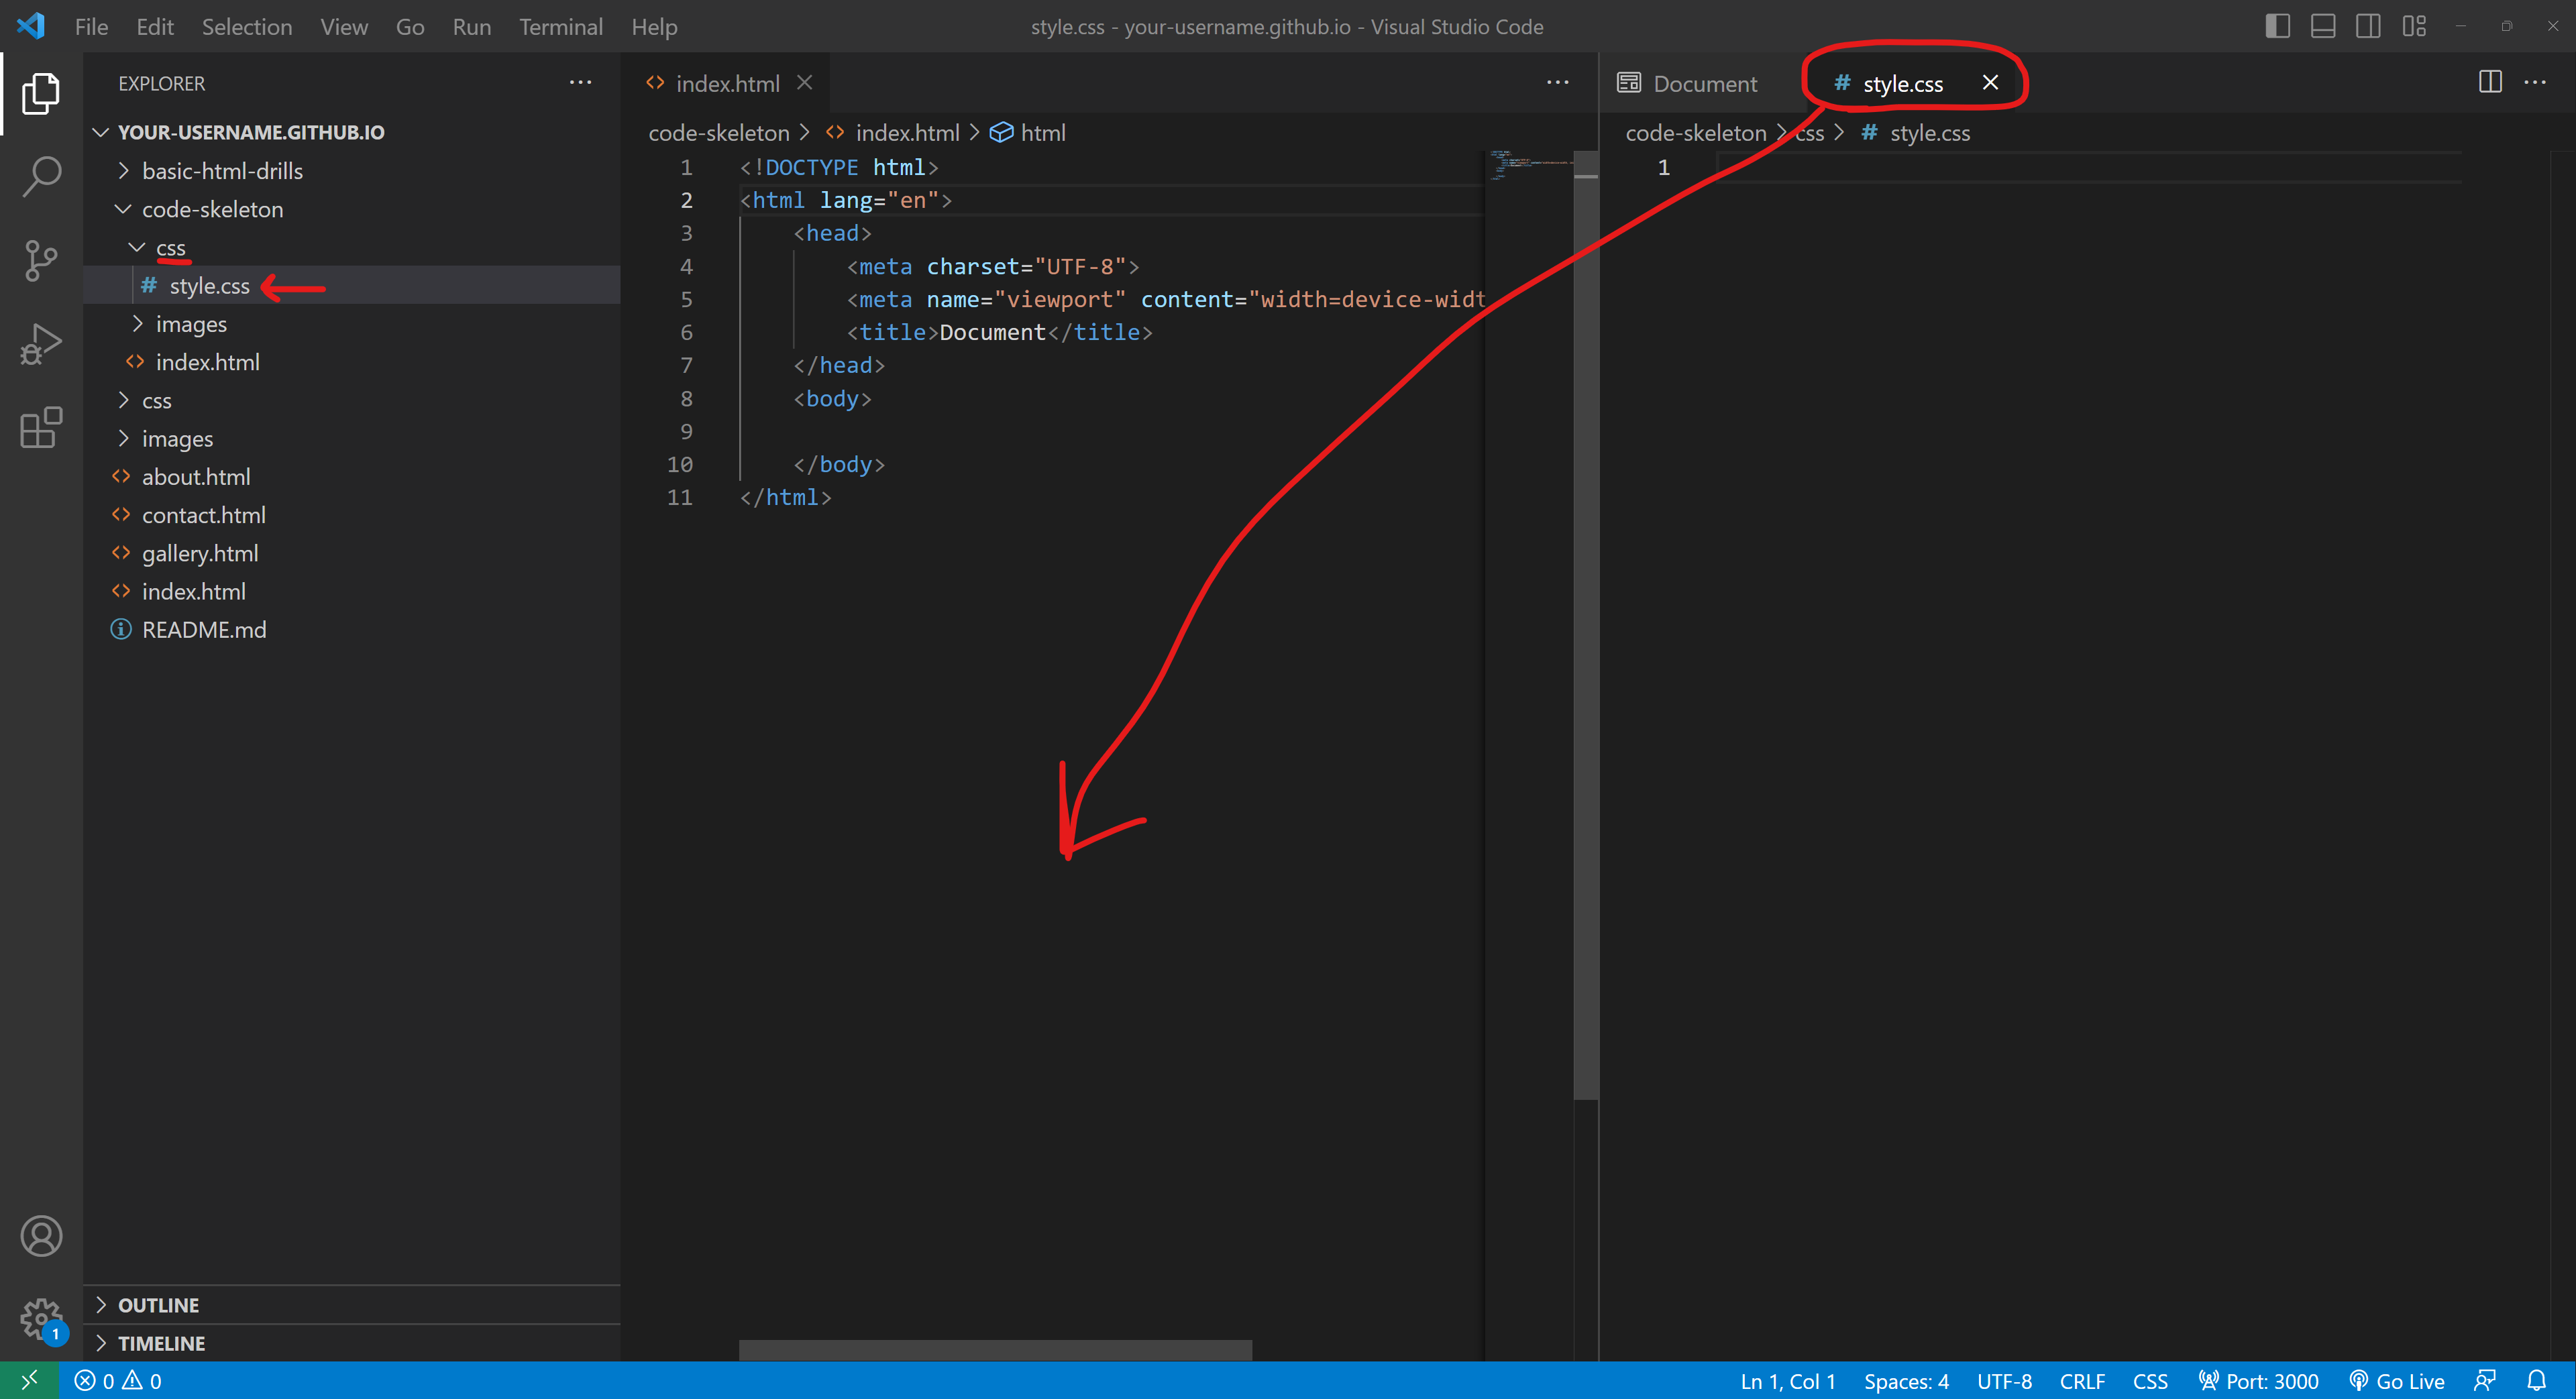 File Edit Selection View Go Run Terminal Help
style.css - your-username.github.io - Visual Studio Code
EXPLORER
YOUR-USERNAME.GITHUB.IO
basic-html-drills
code-skeleton
css
# style.css
images
<> index.html
css
images
<> about.html
<> contact.html
<> gallery.html
<> index.html
README.md
OUTLINE
TIMELINE
<> index.html
code-skeleton > <> index.html > html
1 <!DOCTYPE html>
2 <html lang="en">
3 <head>
4 <meta charset="UTF-8">
5 <meta name="viewport" content="width=device-widt
6 <title>Document</title>
7 </head>
8 <body>
9
10 </body>
11 </html>
Document
# style.css
code-skeleton > css > # style.css
1
1
0 0
Ln 1, Col 1 Spaces: 4 UTF-8 CRLF CSS Port: 3000 Go Live